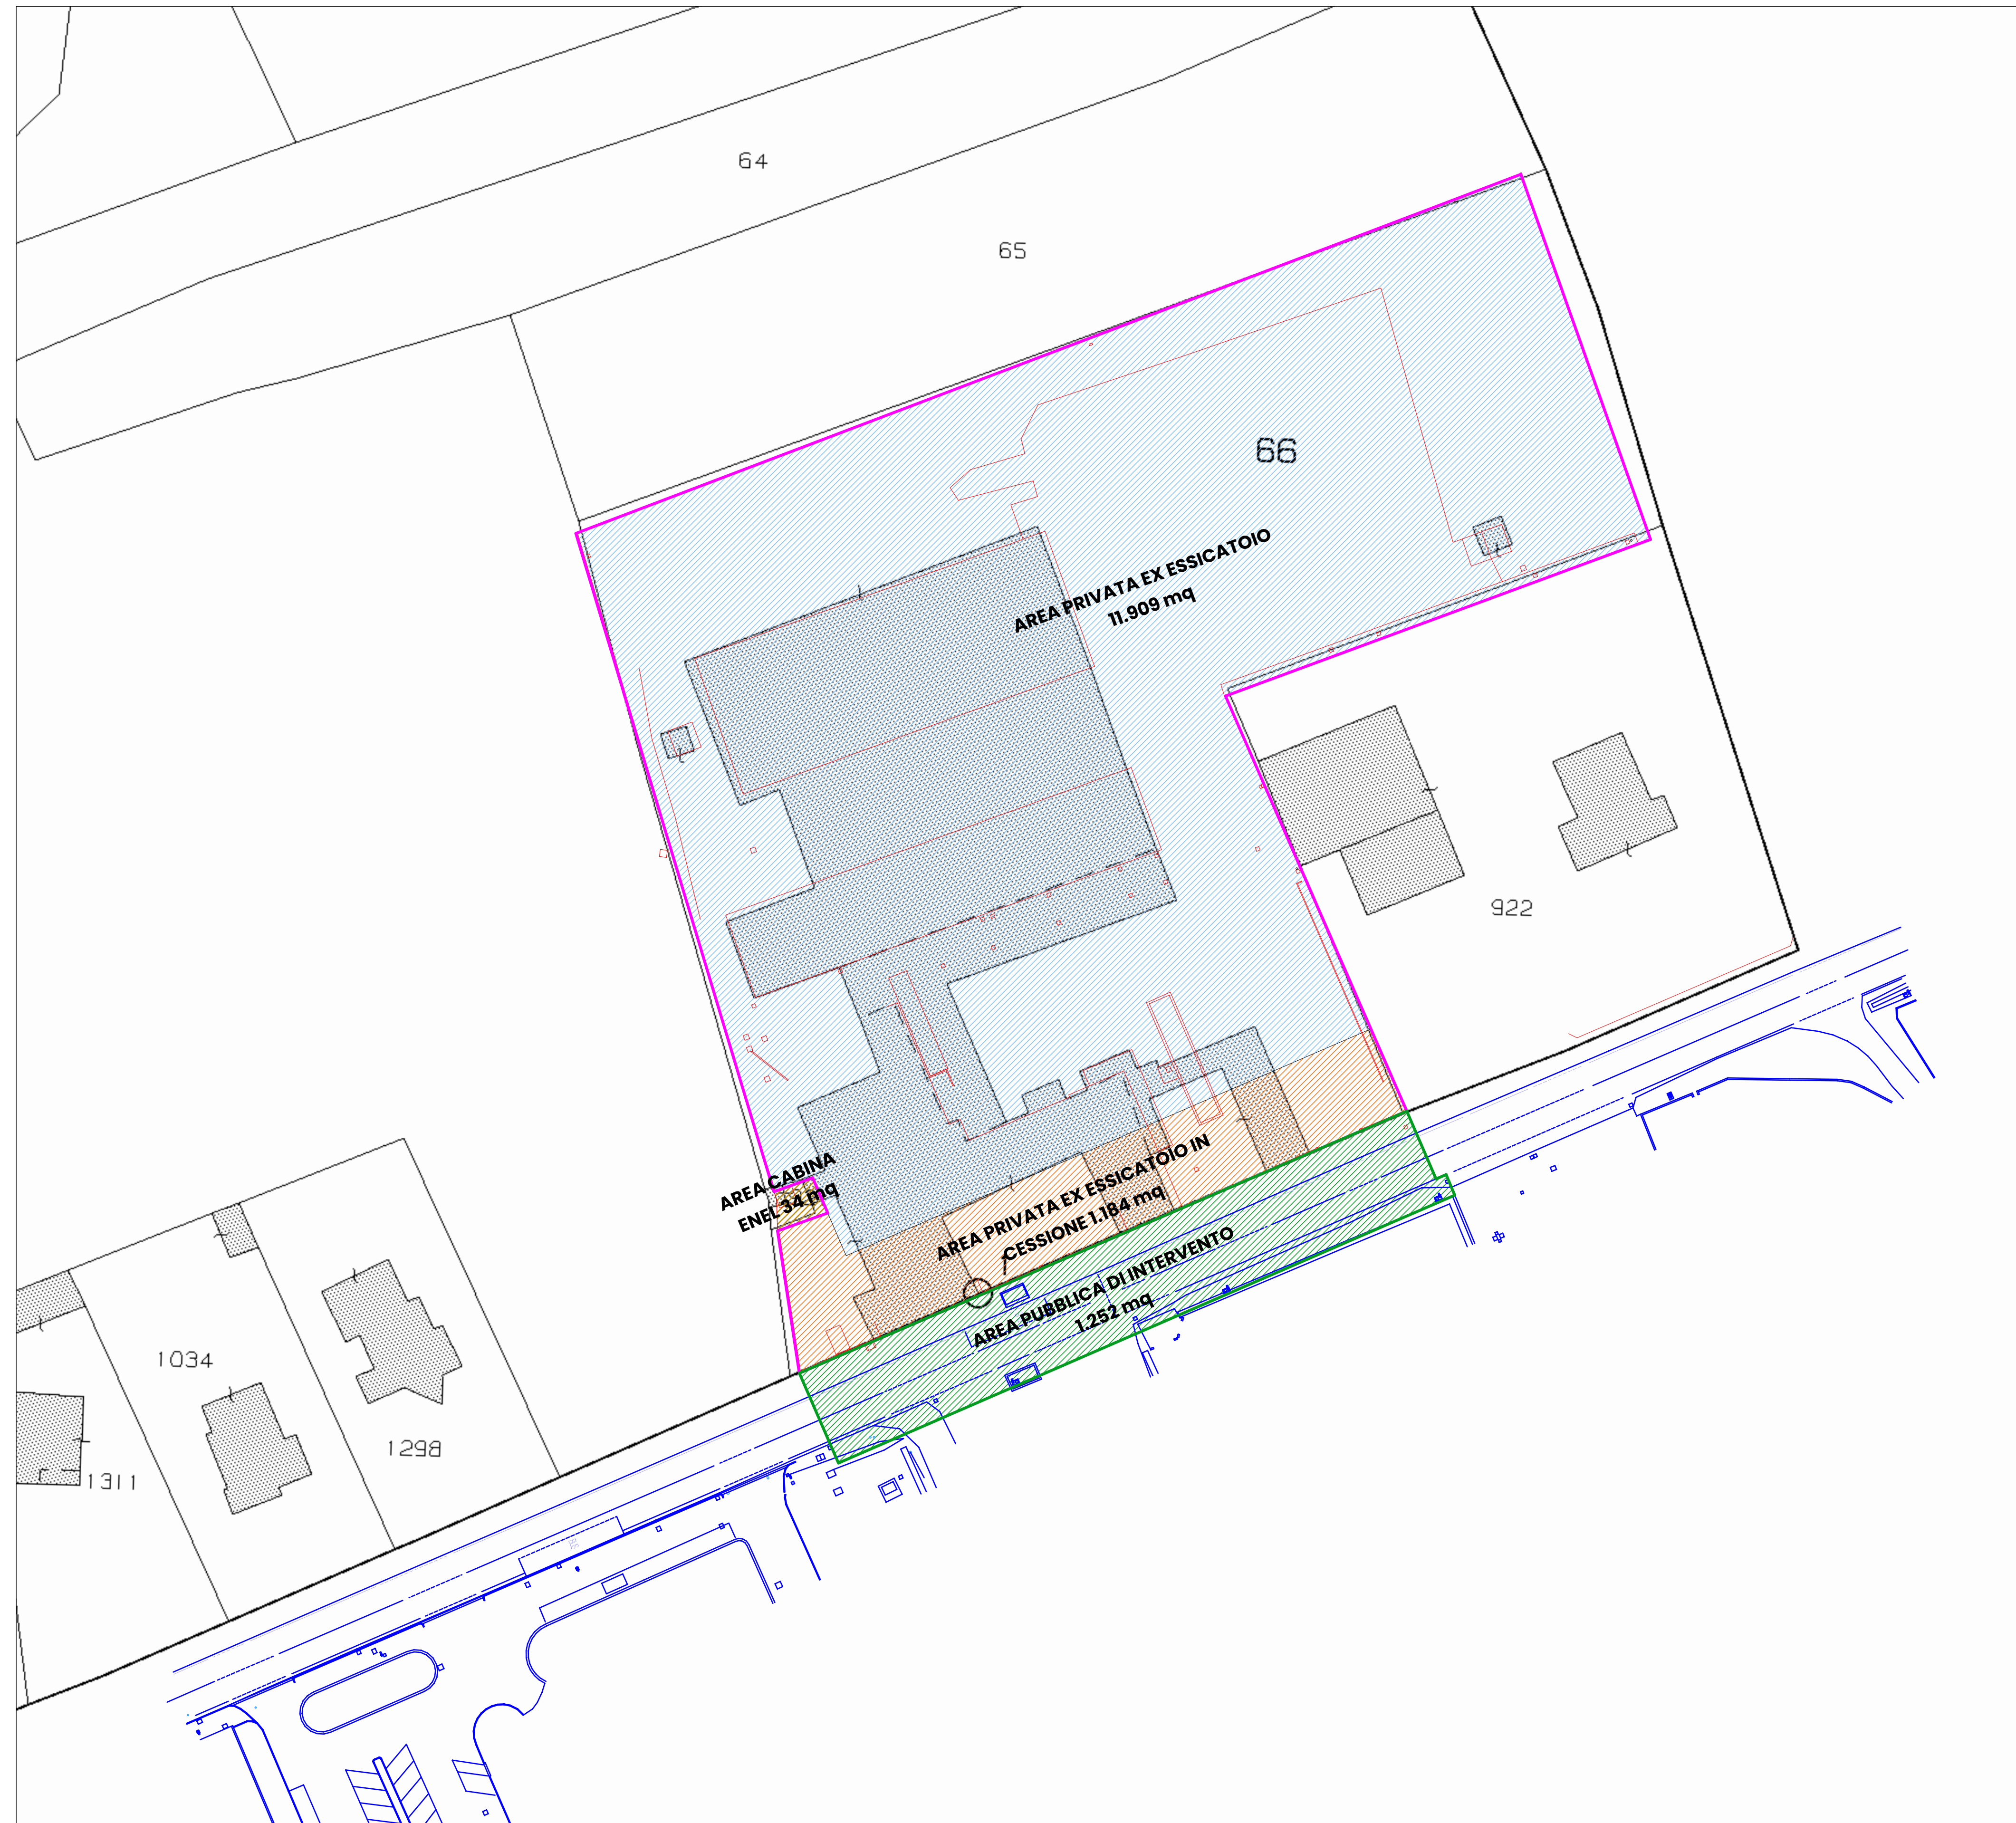 64
65
66
AREA PRIVATA EX ESSICATOIO
11.909 mq
922
AREA CABINA
ENEL 34 mq
AREA PRIVATA EX ESSICATOIO IN
CESSIONE 1.184 mq
AREA PUBBLICA DI INTERVENTO
1.252 mq
1034
1298
1311